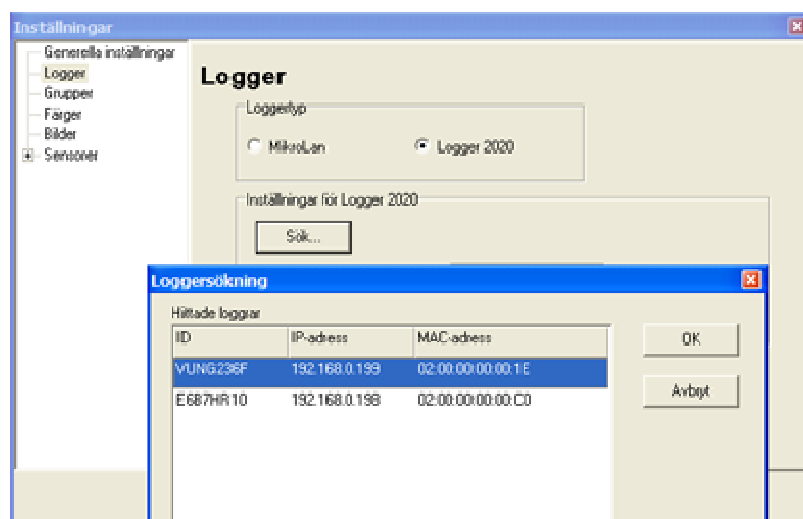 Inställningar
Generella inställningar
Logger
Grupper
Färger
Bilder
Sensorer
Logger
Loggertyp
MikroLan
Logger 2020
Inställningar för Logger 2020
Sök...
Loggersökning
Hittade loggrar
ID IP-adress MAC-adress
VUNG236F 192.168.0.199 02:00:00:00:00:1E
E6B7HR10 192.168.0.198 02:00:00:00:00:C0
OK
Avbryt